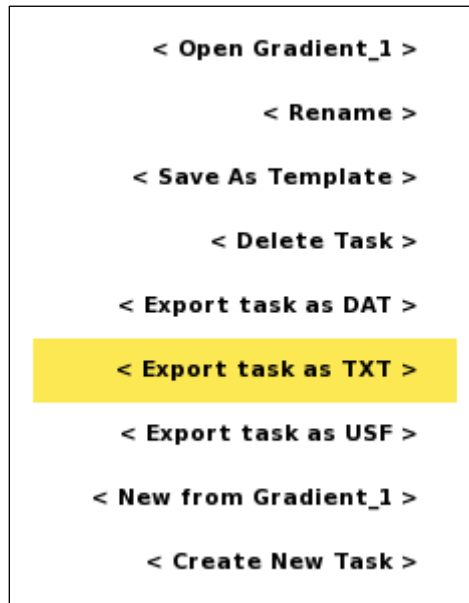 < Open Gradient_1 >
< Rename >
< Save As Template >
< Delete Task >
< Export task as DAT >
< Export task as TXT >
< Export task as USF >
< New from Gradient_1 >
< Create New Task >